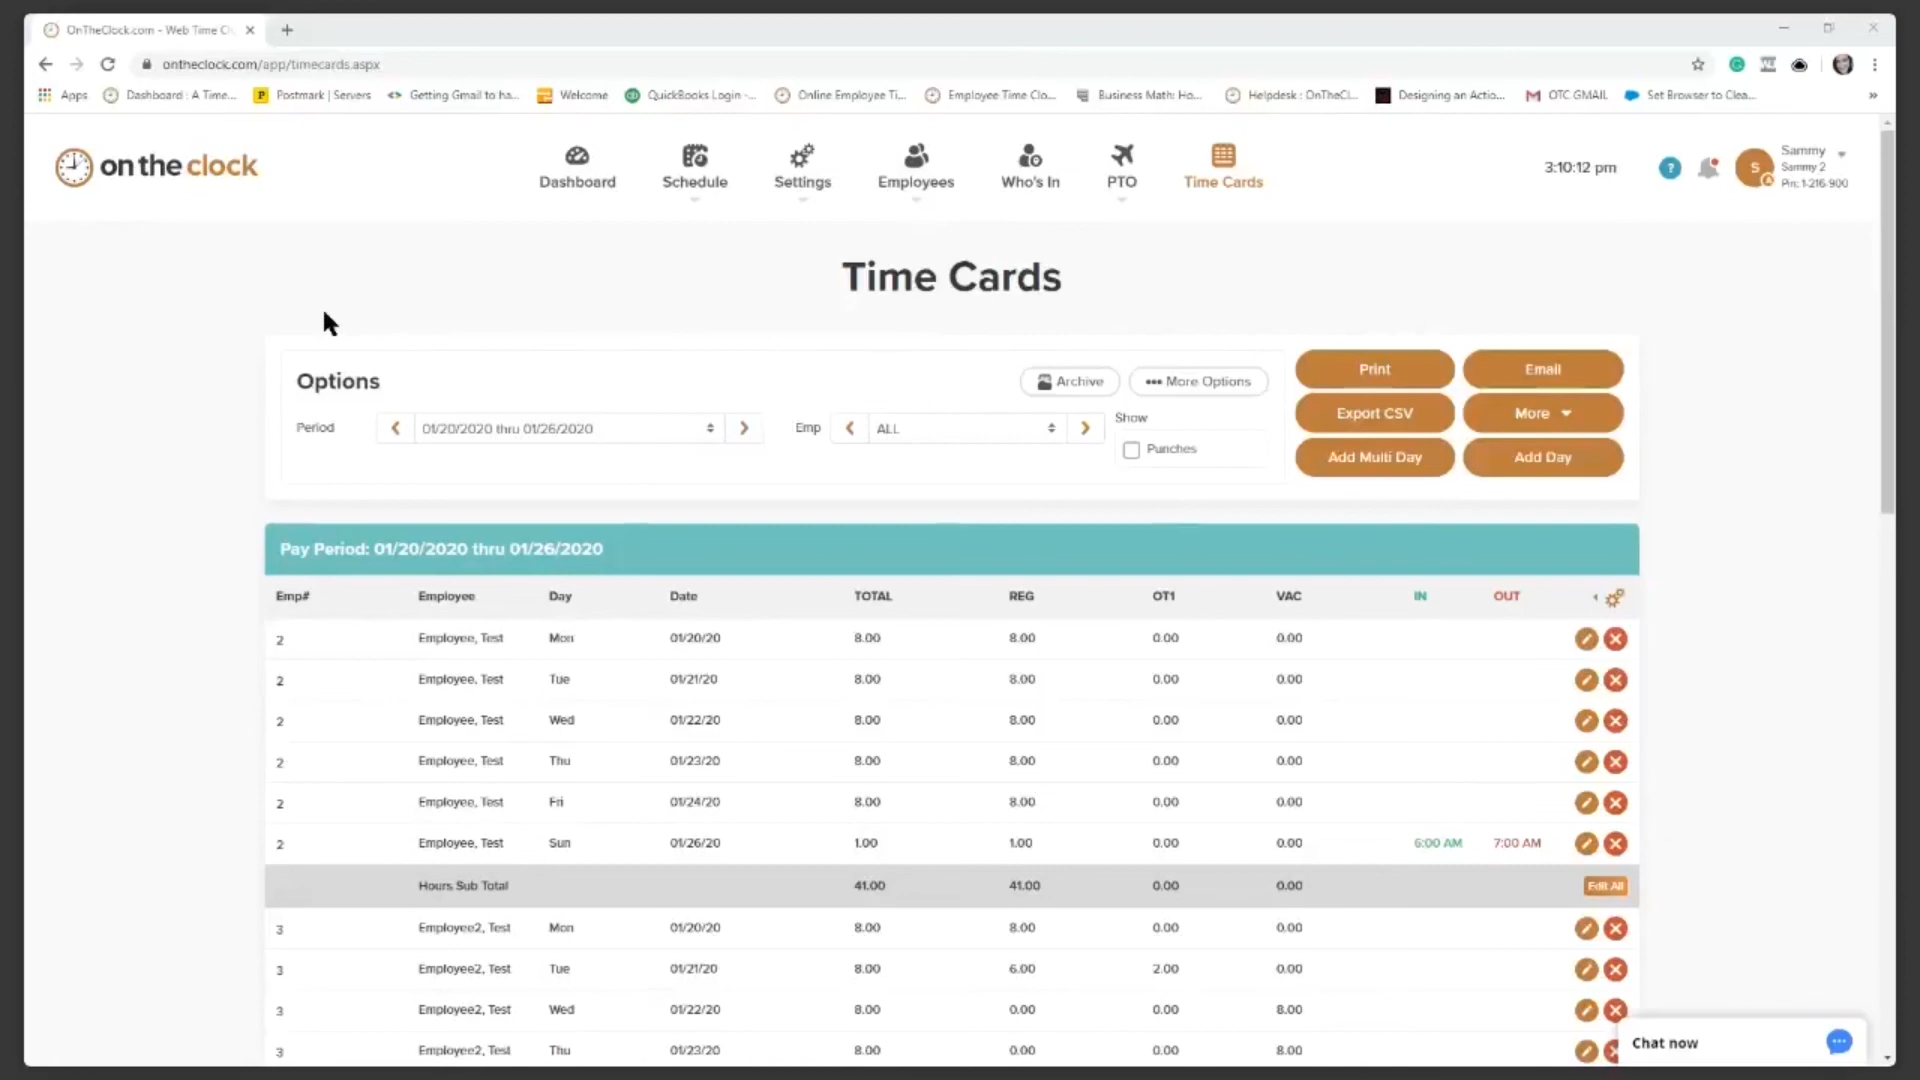 OnTheClock.com - Web Time Cl
ontheclock.com/app/timecards.aspx
Apps Dashboard : A Time... Postmark | Servers Getting Gmail to ha... Welcome QuickBooks Login -... Online Employee Ti... Employee Time Clo... Business Math: Ho... Helpdesk : OnTheCl... Designing an Actio... OTC GMAIL Set Browser to Clea... »
on the clock
Dashboard Schedule Settings Employees Who's In PTO Time Cards
3:10:12 pm
?
S
Sammy
Sammy 2
Pin: 1-216-900
Time Cards
Options
Archive
More Options
Period 01/20/2020 thru 01/26/2020
Emp ALL
Show
Punches
Print Email
Export CSV More
Add Multi Day Add Day
Pay Period: 01/20/2020 thru 01/26/2020
Emp# Employee Day Date TOTAL REG OT1 VAC IN OUT
2 Employee, Test Mon 01/20/20 8.00 8.00 0.00 0.00
2 Employee, Test Tue 01/21/20 8.00 8.00 0.00 0.00
2 Employee, Test Wed 01/22/20 8.00 8.00 0.00 0.00
2 Employee, Test Thu 01/23/20 8.00 8.00 0.00 0.00
2 Employee, Test Fri 01/24/20 8.00 8.00 0.00 0.00
2 Employee, Test Sun 01/26/20 1.00 1.00 0.00 0.00 6:00 AM 7:00 AM
Hours Sub Total 41.00 41.00 0.00 0.00 Edit All
3 Employee2, Test Mon 01/20/20 8.00 8.00 0.00 0.00
3 Employee2, Test Tue 01/21/20 8.00 6.00 2.00 0.00
3 Employee2, Test Wed 01/22/20 8.00 0.00 0.00 8.00
3 Employee2, Test Thu 01/23/20 8.00 0.00 0.00 8.00
Chat now